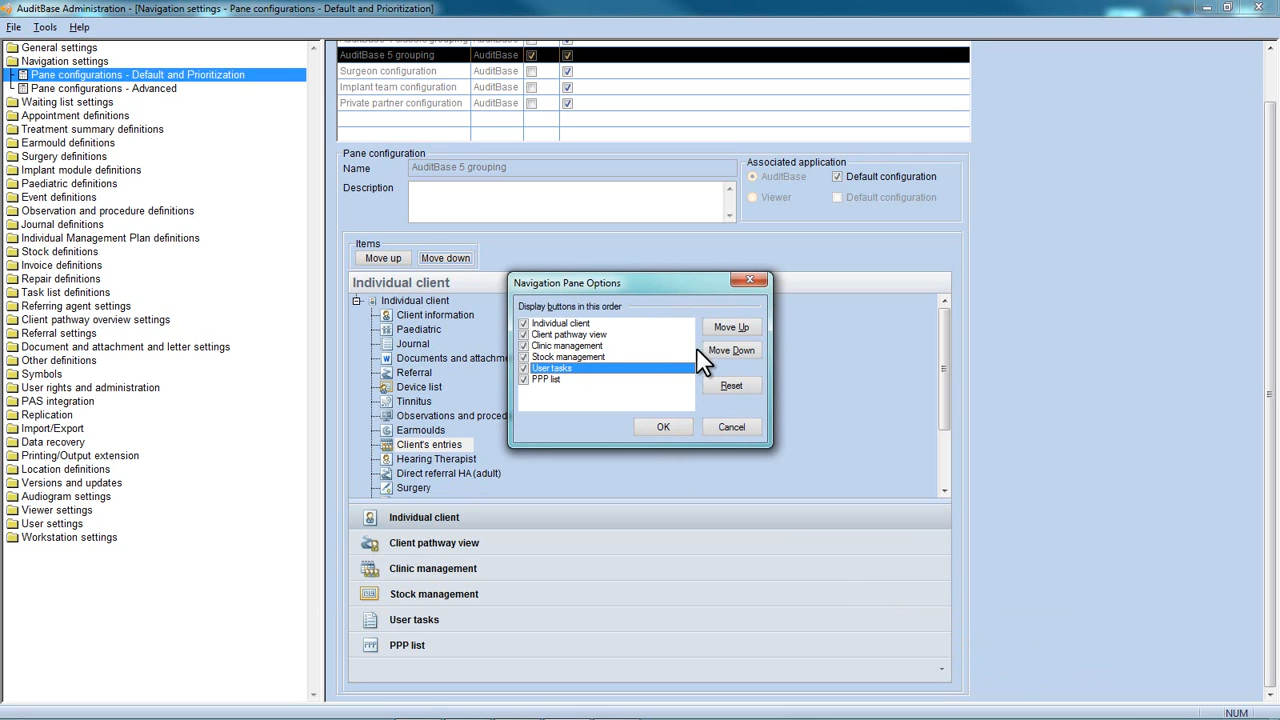 AuditBase Administration - [Navigation settings - Pane configurations - Default and Prioritization]
File Tools Help
General settings
Navigation settings
Pane configurations - Default and Prioritization
Pane configurations - Advanced
Waiting list settings
Appointment definitions
Treatment summary definitions
Earmould definitions
Surgery definitions
Implant module definitions
Paediatric definitions
Event definitions
Observation and procedure definitions
Journal definitions
Individual Management Plan definitions
Stock definitions
Invoice definitions
Repair definitions
Task list definitions
Referring agent settings
Client pathway overview settings
Referral settings
Document and attachment and letter settings
Other definitions
Symbols
User rights and administration
PAS integration
Replication
Import/Export
Data recovery
Printing/Output extension
Location definitions
Versions and updates
Audiogram settings
Viewer settings
User settings
Workstation settings
AuditBase 5 grouping AuditBase
Surgeon configuration AuditBase
Implant team configuration AuditBase
Private partner configuration AuditBase
Pane configuration
Name AuditBase 5 grouping
Description
Associated application
AuditBase Default configuration
Viewer Default configuration
Items
Move up Move down
Individual client
Individual client
Client information
Paediatric
Journal
Documents and attachm
Referral
Device list
Tinnitus
Observations and proced
Earmoulds
Client's entries
Hearing Therapist
Direct referral HA (adult)
Surgery
Individual client
Client pathway view
Clinic management
Stock management
User tasks
PPP list
Navigation Pane Options
Display buttons in this order
Individual client
Client pathway view
Clinic management
Stock management
User tasks
PPP list
Move Up
Move Down
Reset
OK Cancel
NUM